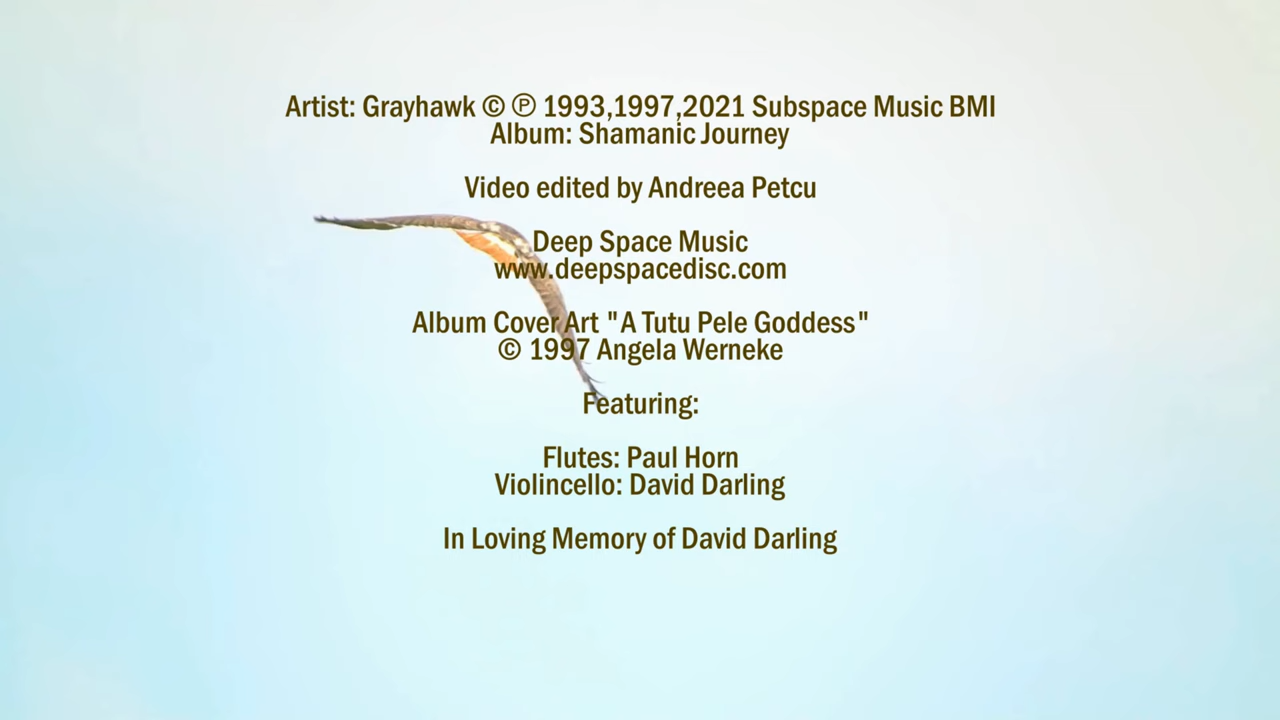 Artist: Grayhawk © ℗ 1993,1997,2021 Subspace Music BMI
Album: Shamanic Journey
Video edited by Andreea Petcu
Deep Space Music
www.deepspacedisc.com
Album Cover Art "A Tutu Pele Goddess"
© 1997 Angela Werneke
Featuring:
Flutes: Paul Horn
Violincello: David Darling
In Loving Memory of David Darling